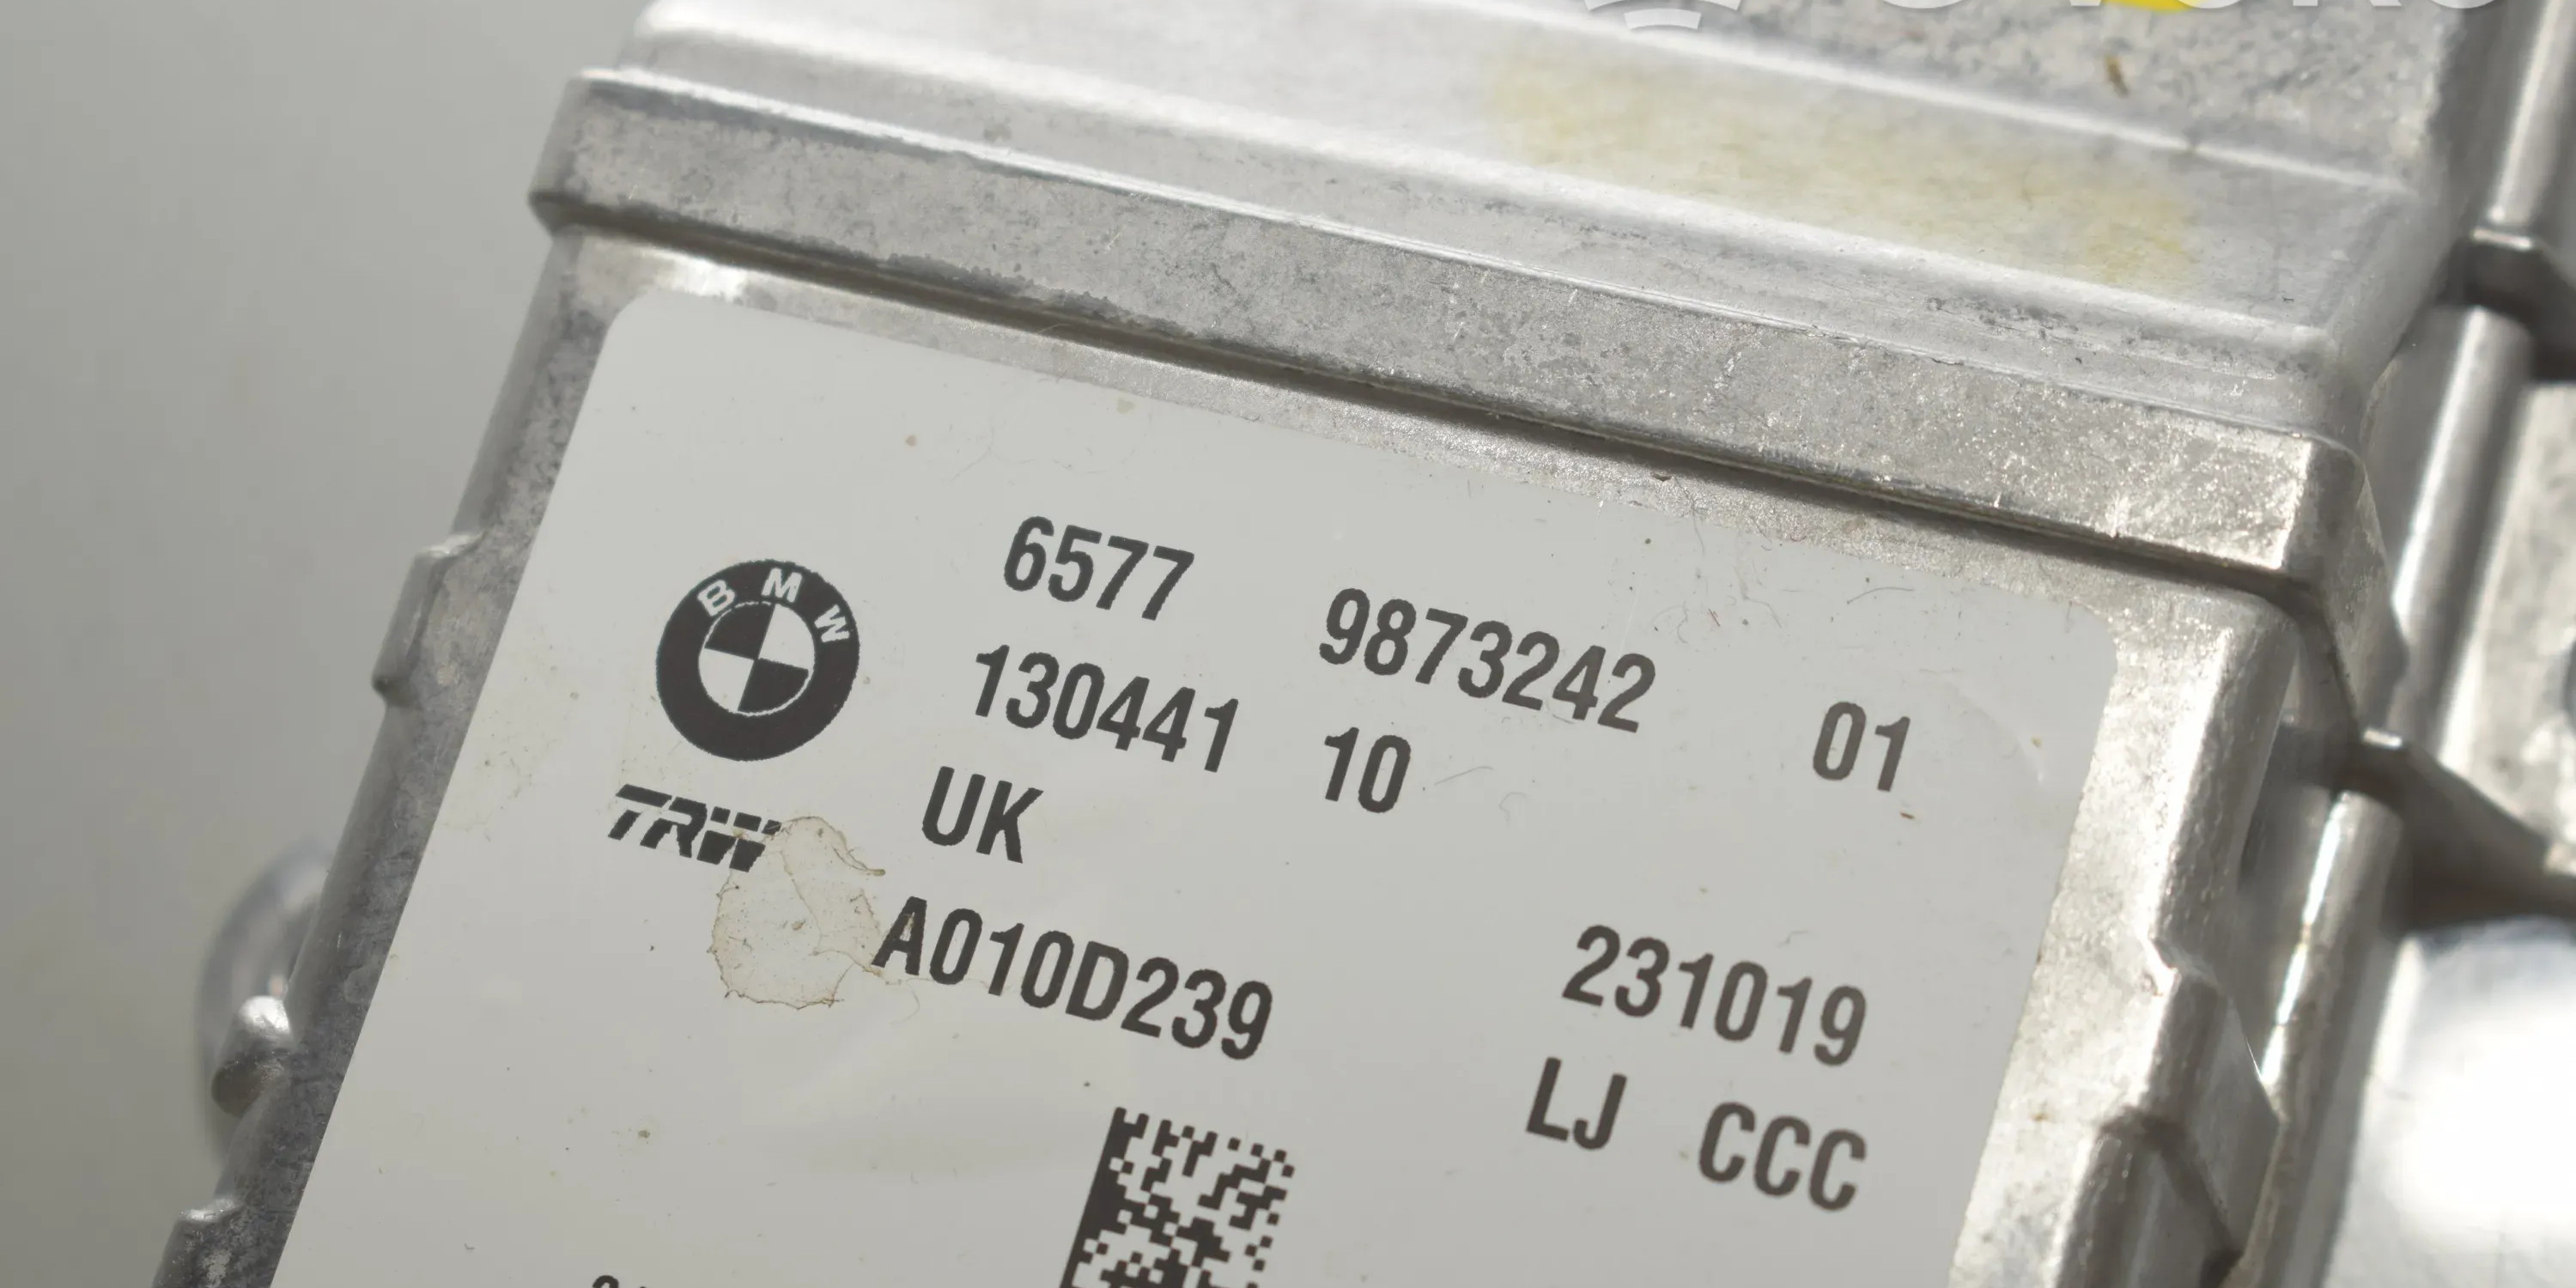 BMW
6577 9873242 01
130441 10
TRW
UK
A010D239 231019
LJ CCC